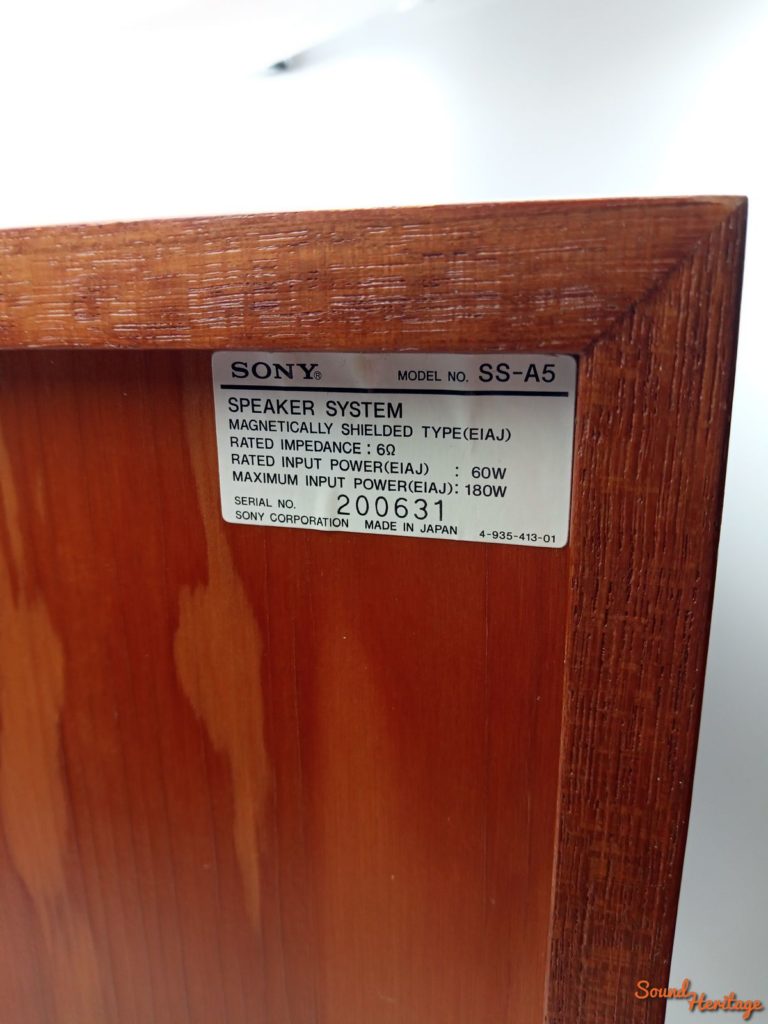 SONY® MODEL NO. SS-A5
SPEAKER SYSTEM
MAGNETICALLY SHIELDED TYPE(EIAJ)
RATED IMPEDANCE : 6Ω
RATED INPUT POWER(EIAJ) : 60W
MAXIMUM INPUT POWER(EIAJ): 180W
SERIAL NO. 200631
SONY CORPORATION MADE IN JAPAN 4-935-413-01
Sound
Heritage